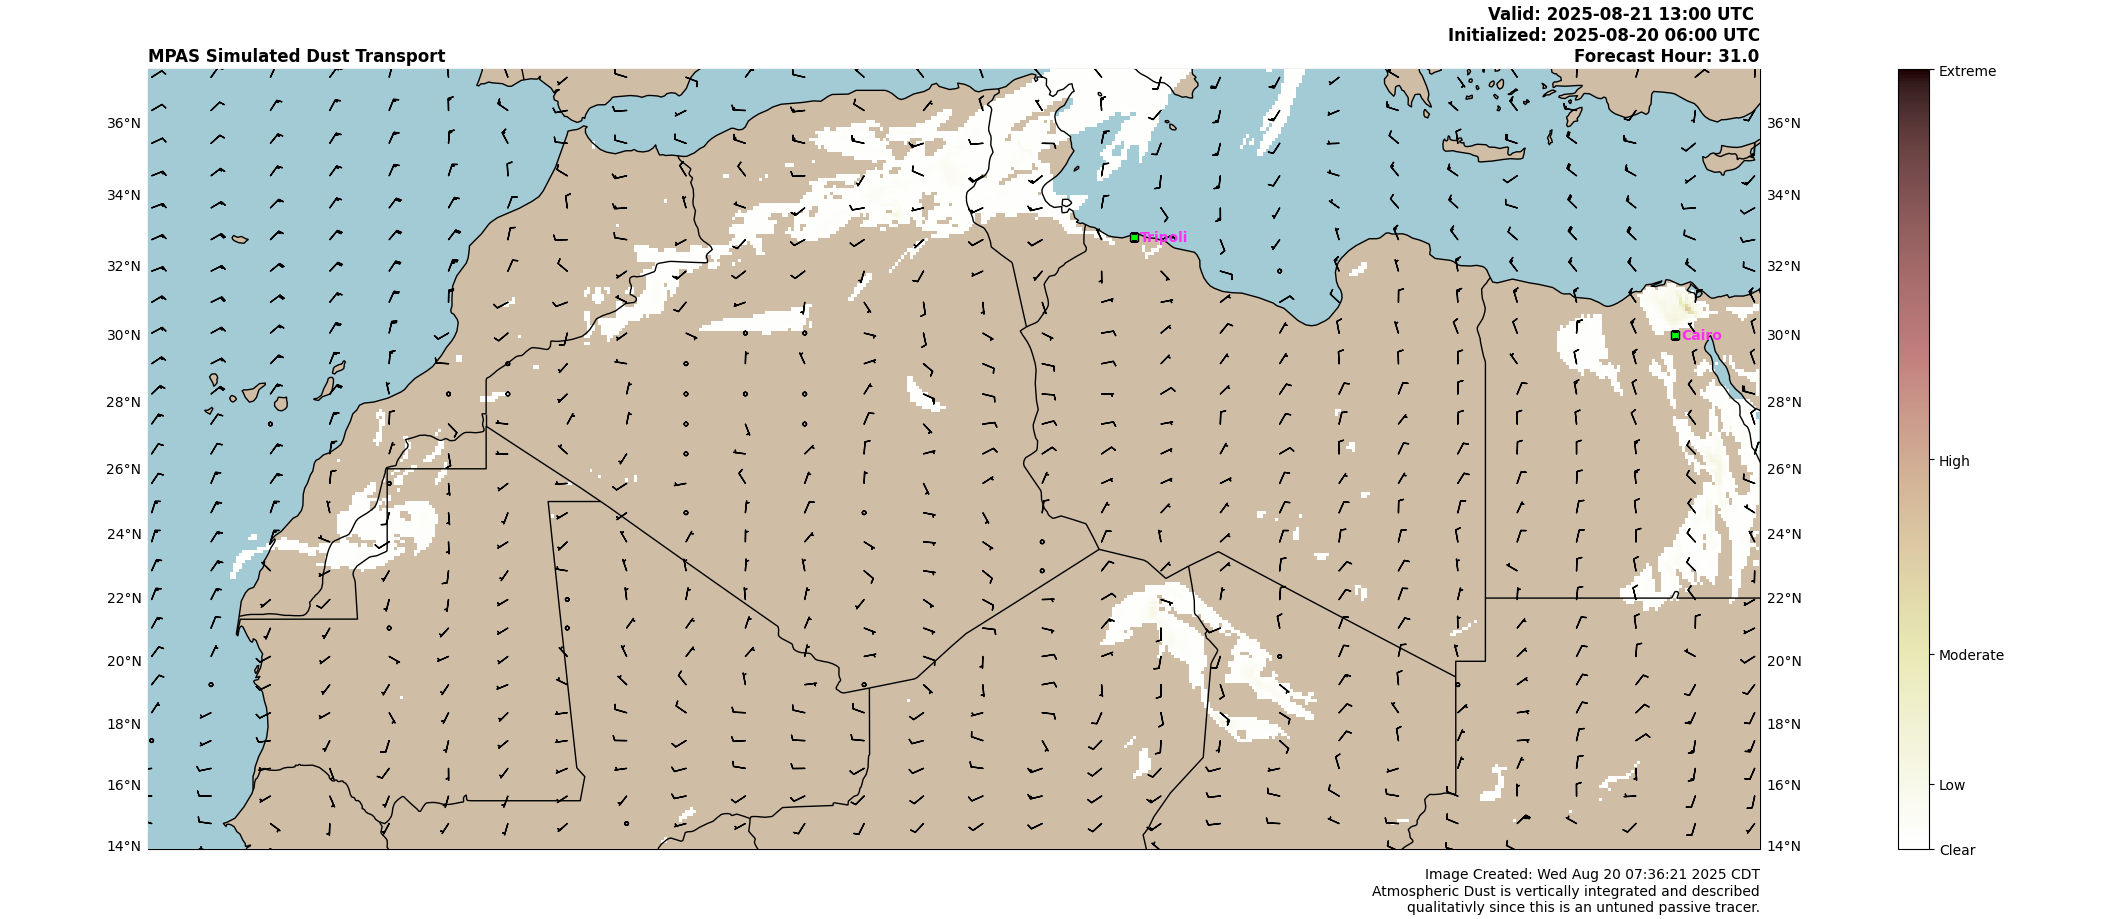 Valid: 2025-08-21 13:00 UTC
Initialized: 2025-08-20 06:00 UTC
MPAS Simulated Dust Transport
Forecast Hour: 31.0
Extreme
36°N
36°N
34°N
34°N
Tripoli
32°N
32°N
30°N
Cairo
30°N
28°N
28°N
26°N
26°N
High
24°N
24°N
22°N
22°N
20°N
20°N
Moderate
18°N
18°N
16°N
16°N
Low
14°N
14°N
Clear
Image Created: Wed Aug 20 07:36:21 2025 CDT
Atmospheric Dust is vertically integrated and described
qualitativly since this is an untuned passive tracer.